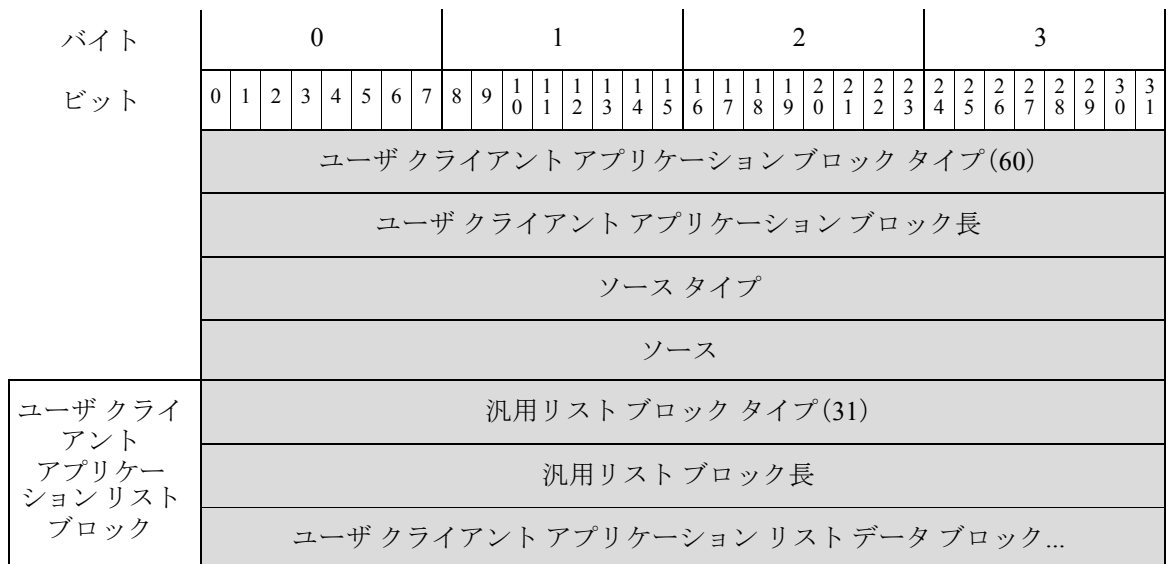 バイト 0 1 2 3
ビット 0 1 2 3 4 5 6 7 8 9 10 11 12 13 14 15 16 17 18 19 20 21 22 23 24 25 26 27 28 29 30 31
ユーザ クライアント アプリケーション ブロック タイプ(60)
ユーザ クライアント アプリケーション ブロック長
ソース タイプ
ソース
ユーザ クライ
アント
アプリケー
ション リスト
ブロック
汎用リスト ブロック タイプ(31)
汎用リスト ブロック長
ユーザ クライアント アプリケーション リスト データ ブロック...